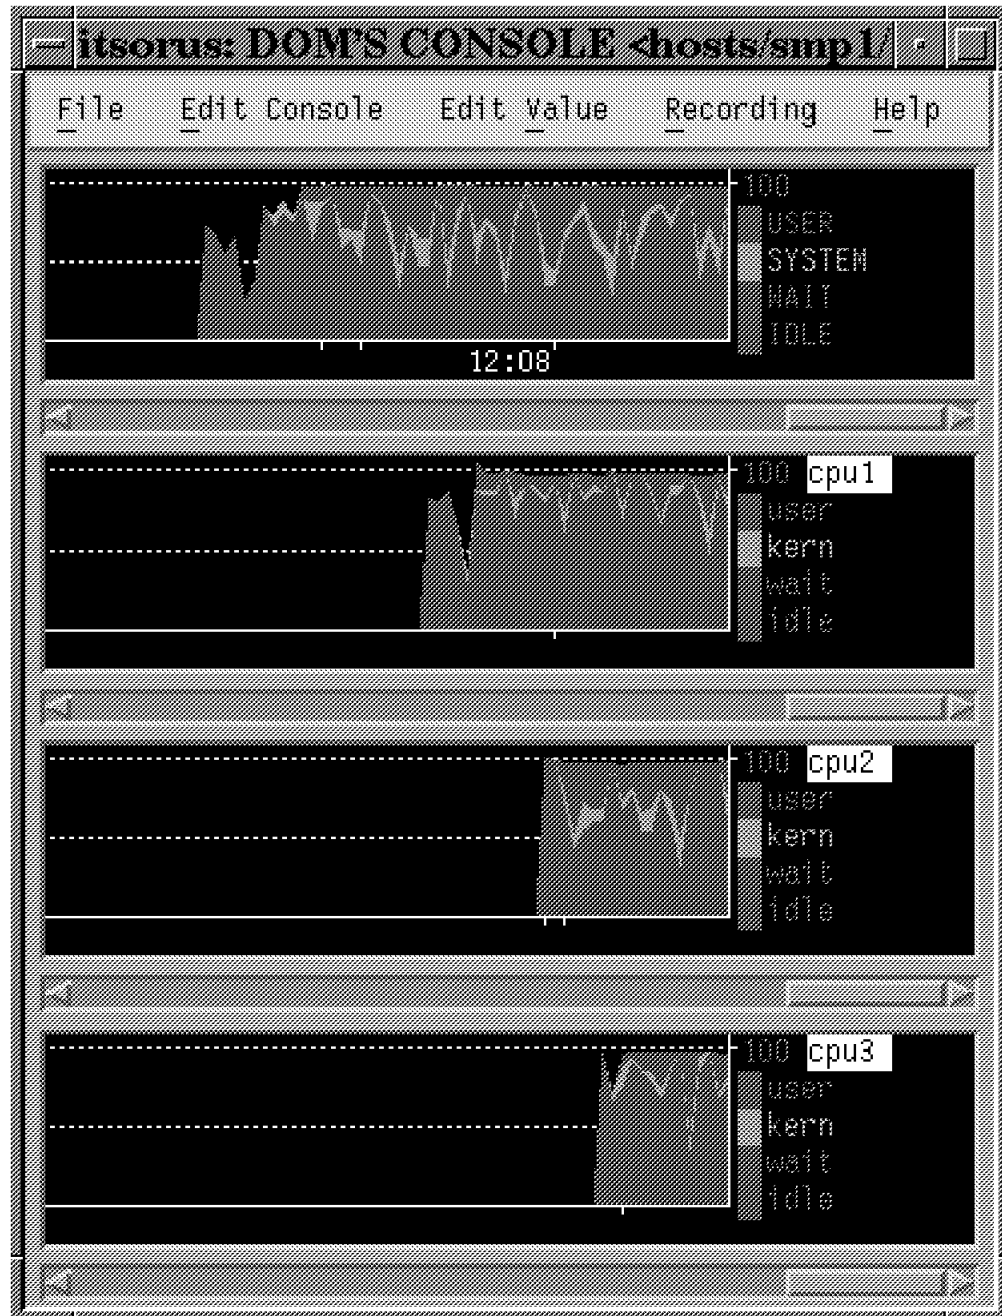 itsorus: DOM'S CONSOLE <hosts/smp1/
File Edit Console Edit Value Recording Help
100
USER
SYSTEM
WAIT
IDLE
12:08
100 cpu1
user
kern
wait
idle
100 cpu2
user
kern
wait
idle
100 cpu3
user
kern
wait
idle